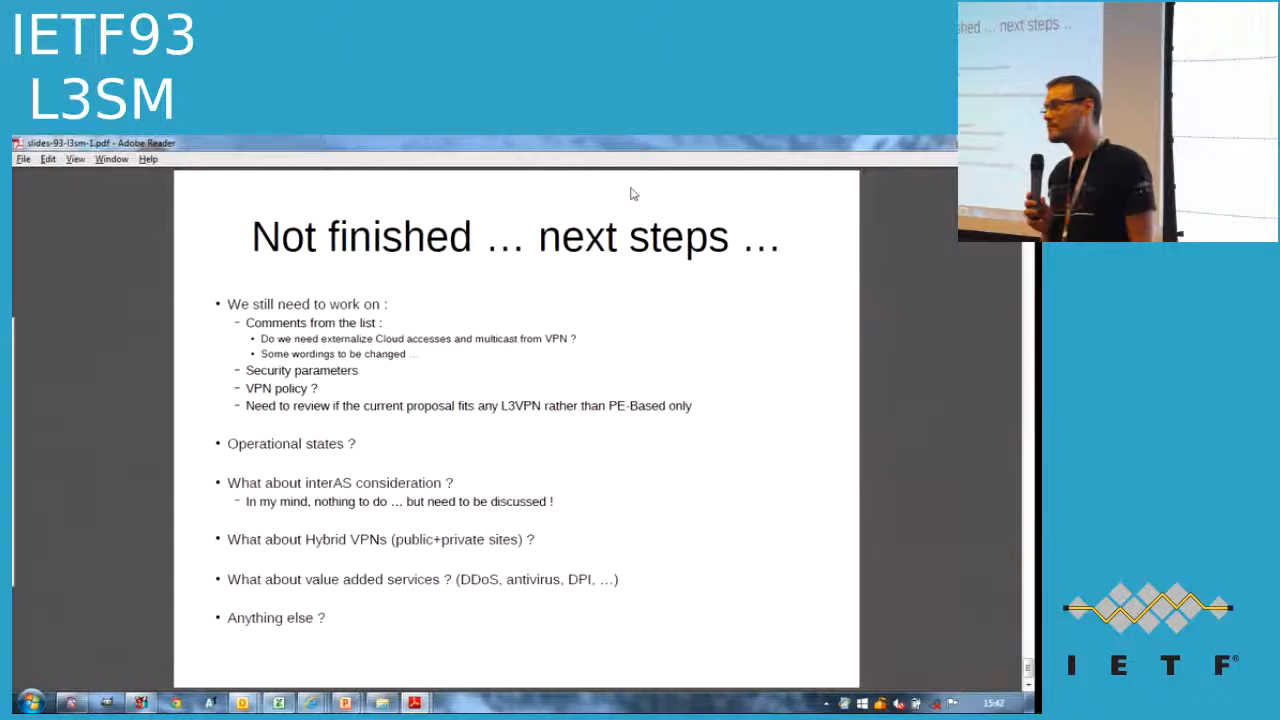 IETF93
L3SM
slides-93-l3sm-1.pdf - Adobe Reader
File Edit View Window Help
Not finished … next steps …
• We still need to work on :
– Comments from the list :
• Do we need externalize Cloud accesses and multicast from VPN ?
• Some wordings to be changed …
– Security parameters
– VPN policy ?
– Need to review if the current proposal fits any L3VPN rather than PE-Based only
• Operational states ?
• What about interAS consideration ?
– In my mind, nothing to do … but need to be discussed !
• What about Hybrid VPNs (public+private sites) ?
• What about value added services ? (DDoS, antivirus, DPI, …)
• Anything else ?
15:42
next steps ..
I E T F®